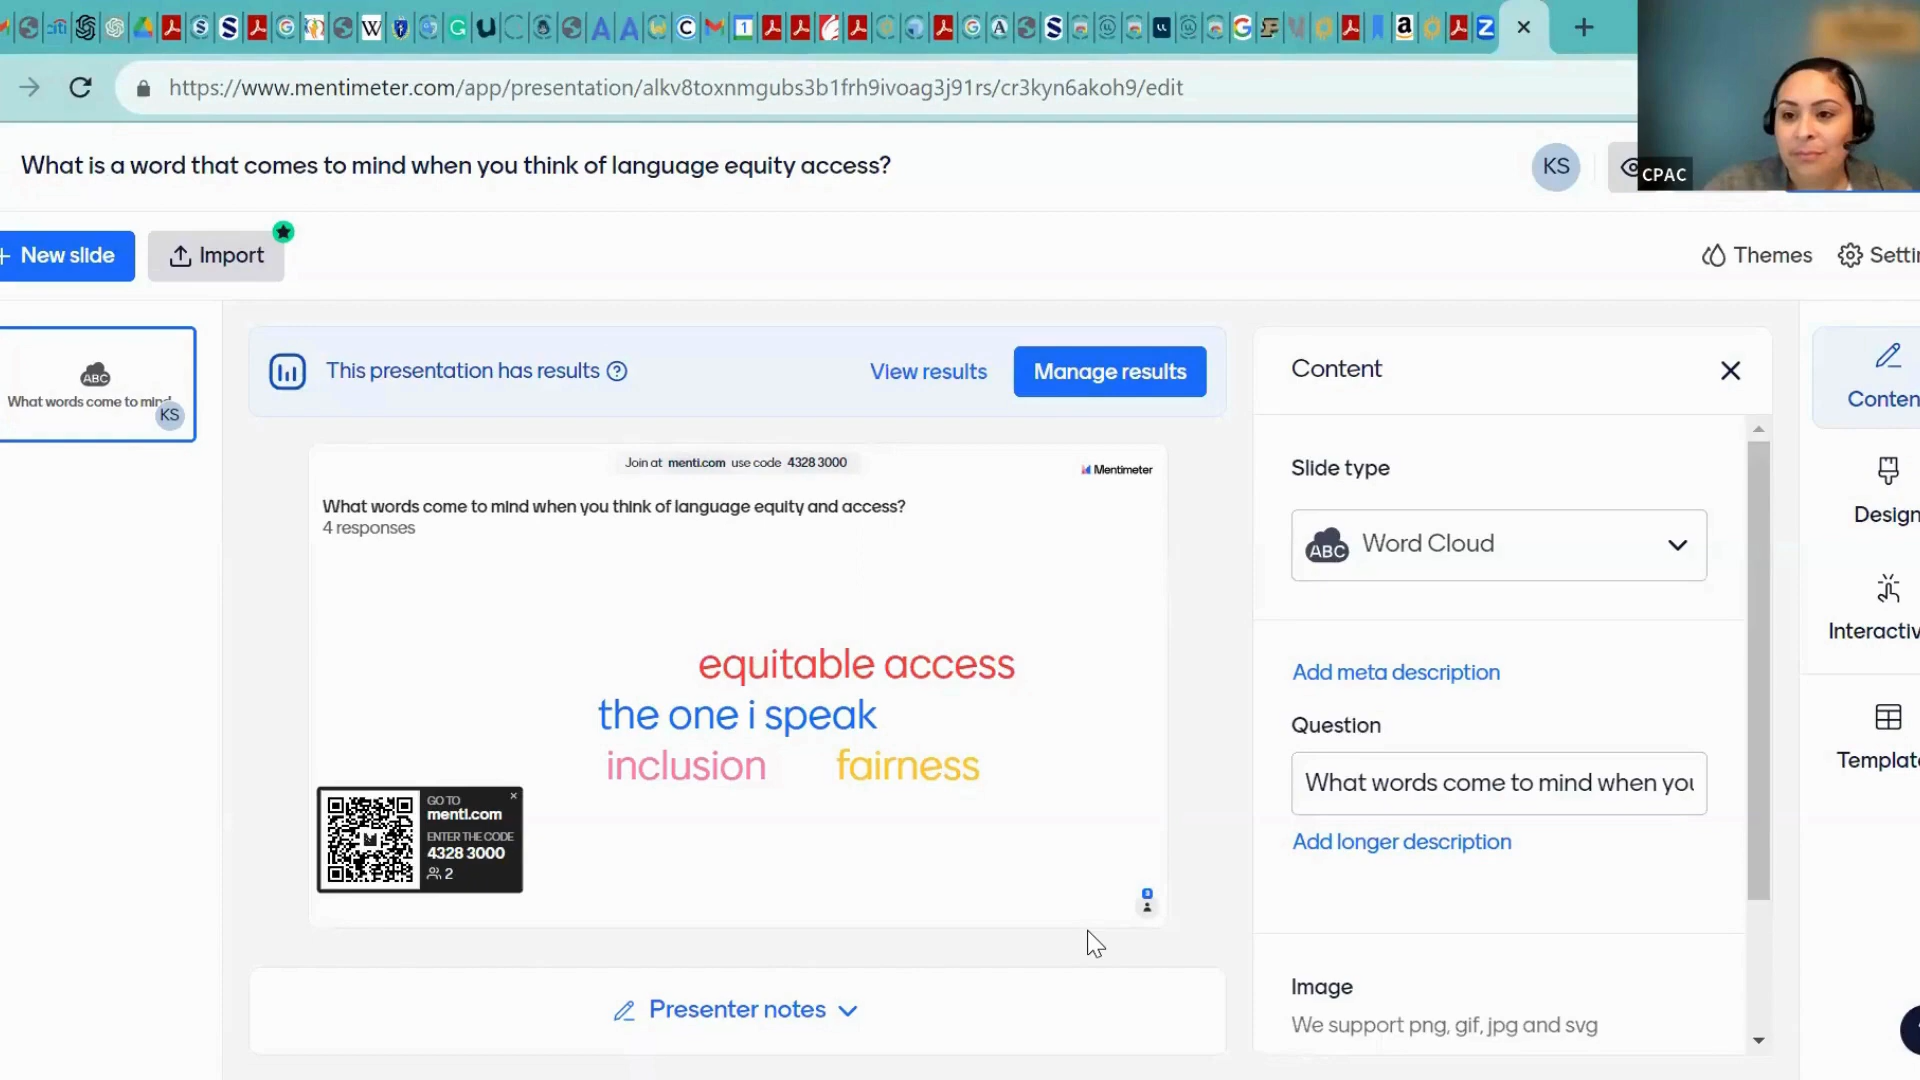 https://www.mentimeter.com/app/presentation/alkv8toxnmgubs3b1frh9ivoag3j91rs/cr3kyn6akoh9/edit
What is a word that comes to mind when you think of language equity access?
KS
CPAC
+ New slide
Import
Themes
Settin
ABC
What words come to mind
KS
This presentation has results
View results
Manage results
Content
Conten
Join at menti.com use code 4328 3000
Mentimeter
What words come to mind when you think of language equity and access?
4 responses
Slide type
ABC Word Cloud
Design
Interactiv
equitable access
the one i speak
inclusion
fairness
Add meta description
Question
What words come to mind when you
Add longer description
Template
GO TO
menti.com
ENTER THE CODE
4328 3000
2
Presenter notes
Image
We support png, gif, jpg and svg